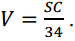 V = SC/34 .